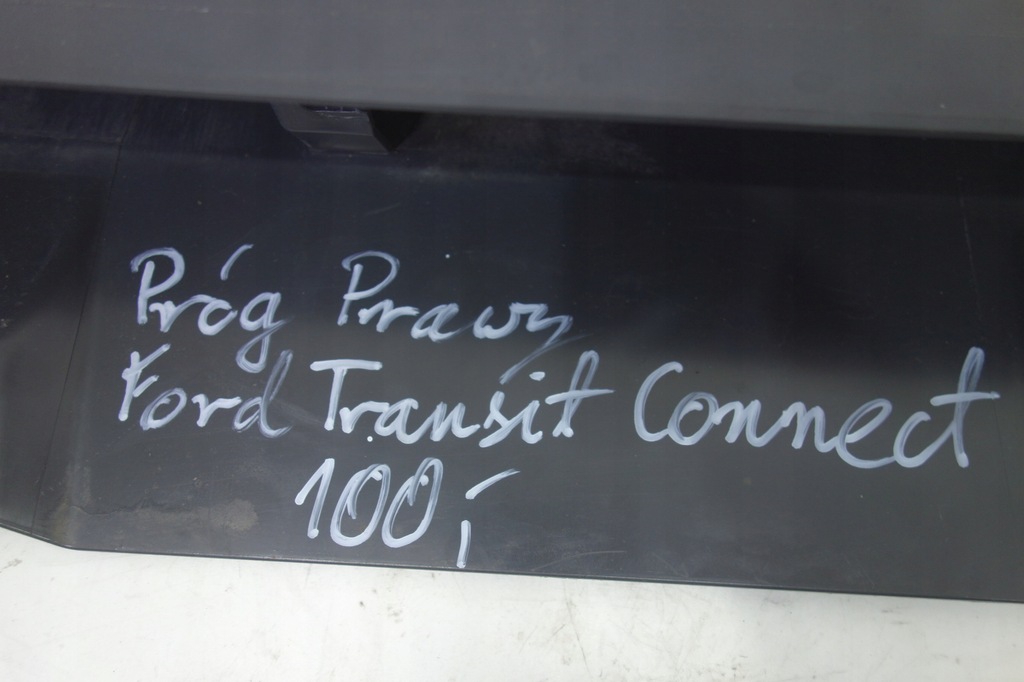 Próg Prawy
Ford Transit Connect
100,-